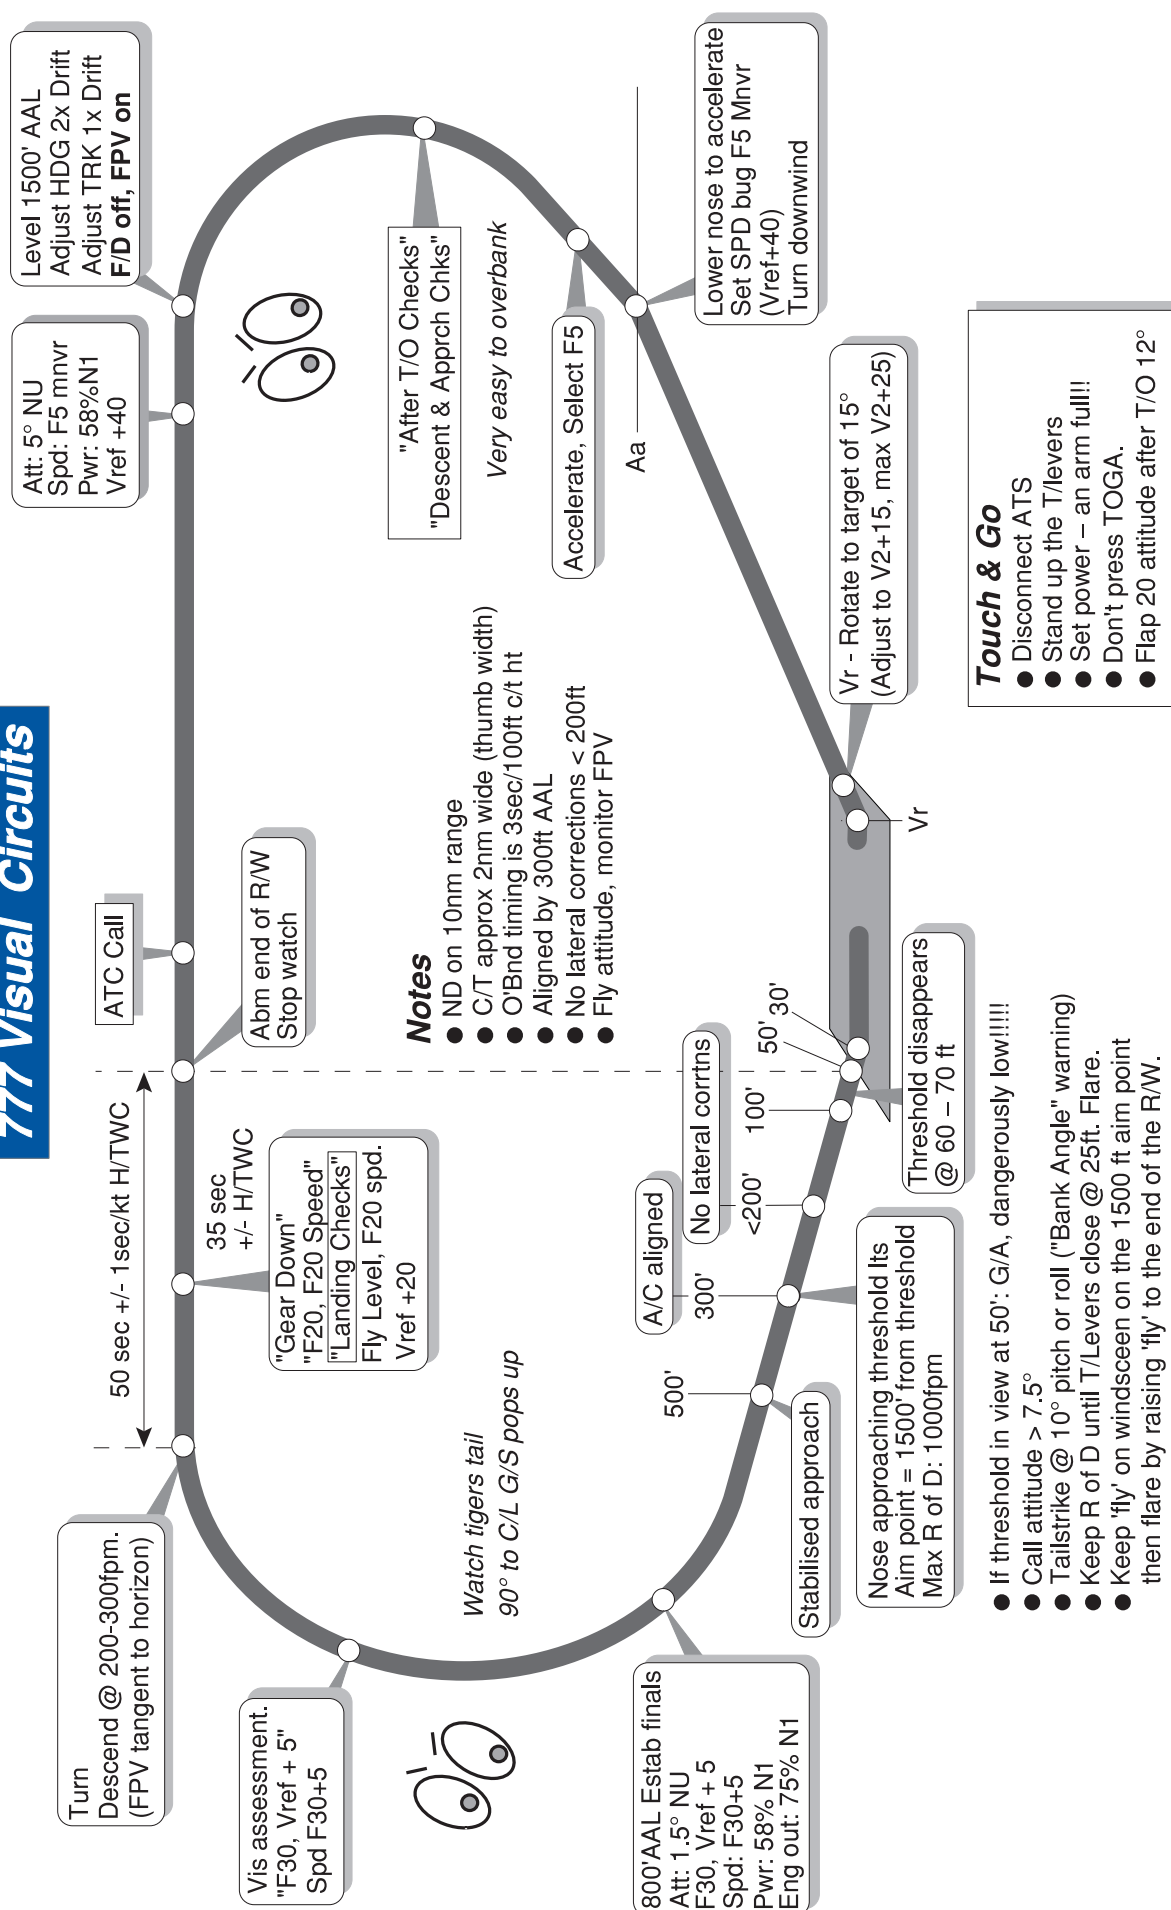 777 Visual Circuits
Level 1500' AAL
Adjust HDG 2x Drift
Adjust TRK 1x Drift
F/D off, FPV on
Att: 5° NU
Spd: F5 mnvr
Pwr: 58%N1
Vref +40
ATC Call
Abm end of R/W
Stop watch
50 sec +/- 1sec/kt H/TWC
35 sec
+/- H/TWC
"Gear Down"
"F20, F20 Speed"
"Landing Checks"
Fly Level, F20 spd.
Vref +20
Turn
Descend @ 200-300fpm.
(FPV tangent to horizon)
Vis assessment.
"F30, Vref + 5"
Spd F30+5
Watch tigers tail
90° to C/L G/S pops up
800'AAL Estab finals
Att: 1.5° NU
F30, Vref + 5
Spd: F30+5
Pwr: 58% N1
Eng out: 75% N1
500'
Stabilised approach
A/C aligned
300'
Nose approaching threshold lts
Aim point = 1500' from threshold
Max R of D: 1000fpm
No lateral corrtns
<200'
100'
50'
30'
Threshold disappears
@ 60 – 70 ft
Notes
● ND on 10nm range
● C/T approx 2nm wide (thumb width)
● O'Bnd timing is 3sec/100ft c/t ht
● Aligned by 300ft AAL
● No lateral corrections < 200ft
● Fly attitude, monitor FPV
"After T/O Checks"
"Descent & Apprch Chks"
Very easy to overbank
Accelerate, Select F5
Aa
Lower nose to accelerate
Set SPD bug F5 Mnvr
(Vref+40)
Turn downwind
Vr - Rotate to target of 15°
(Adjust to V2+15, max V2+25)
Vr
Touch & Go
● Disconnect ATS
● Stand up the T/levers
● Set power – an arm full!!
● Don't press TOGA.
● Flap 20 attitude after T/O 12°
● If threshold in view at 50': G/A, dangerously low!!!!!
● Call attitude > 7.5°
● Tailstrike @ 10° pitch or roll ("Bank Angle" warning)
● Keep R of D until T/Levers close @ 25ft. Flare.
● Keep 'fly' on windsceen on the 1500 ft aim point
then flare by raising 'fly' to the end of the R/W.